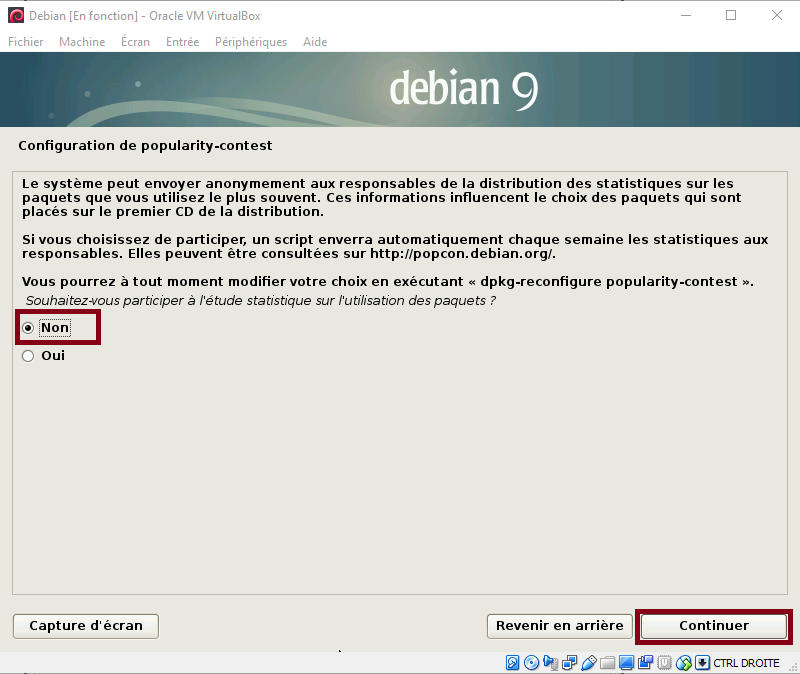 Debian [En fonction] - Oracle VM VirtualBox
Fichier Machine Écran Entrée Périphériques Aide
debian 9
Configuration de popularity-contest
Le système peut envoyer anonymement aux responsables de la distribution des statistiques sur les
paquets que vous utilisez le plus souvent. Ces informations influencent le choix des paquets qui sont
placés sur le premier CD de la distribution.
Si vous choisissez de participer, un script enverra automatiquement chaque semaine les statistiques aux
responsables. Elles peuvent être consultées sur http://popcon.debian.org/.
Vous pourrez à tout moment modifier votre choix en exécutant « dpkg-reconfigure popularity-contest ».
Souhaitez-vous participer à l'étude statistique sur l'utilisation des paquets ?
Non
Oui
Capture d'écran Revenir en arrière Continuer
CTRL DROITE